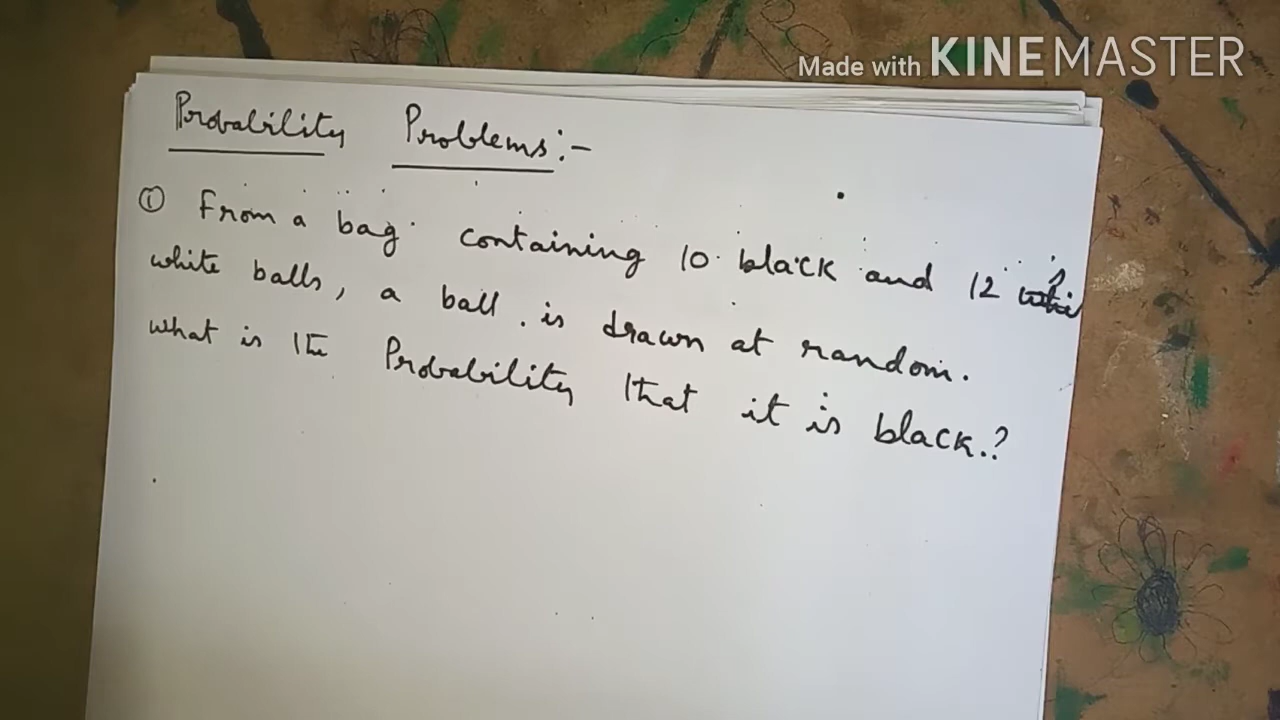 Made with KINEMASTER
Probability Problems:-
① From a bag containing 10 black and 12
white balls, a ball is drawn at random.
what is the Probability that it is black.?